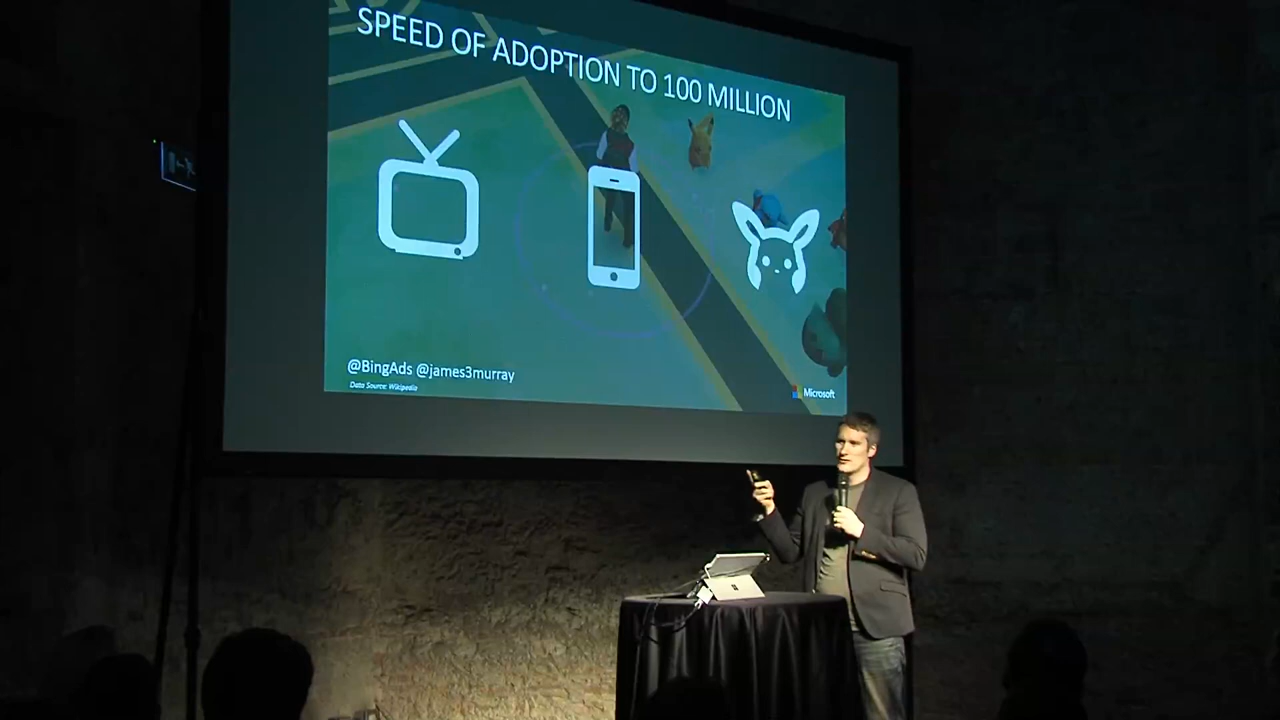 SPEED OF ADOPTION TO 100 MILLION
@BingAds @james3murray
Data Source: Wikipedia
Microsoft